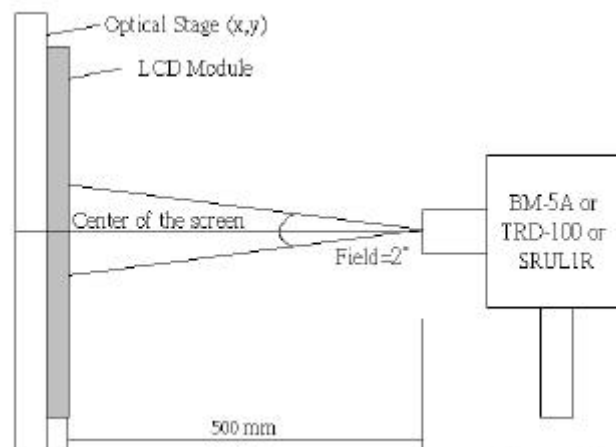 Optical Stage (x,y)
LCD Module
Center of the screen
Field=2°
BM-5A or
TRD-100 or
SRUL1R
500 mm